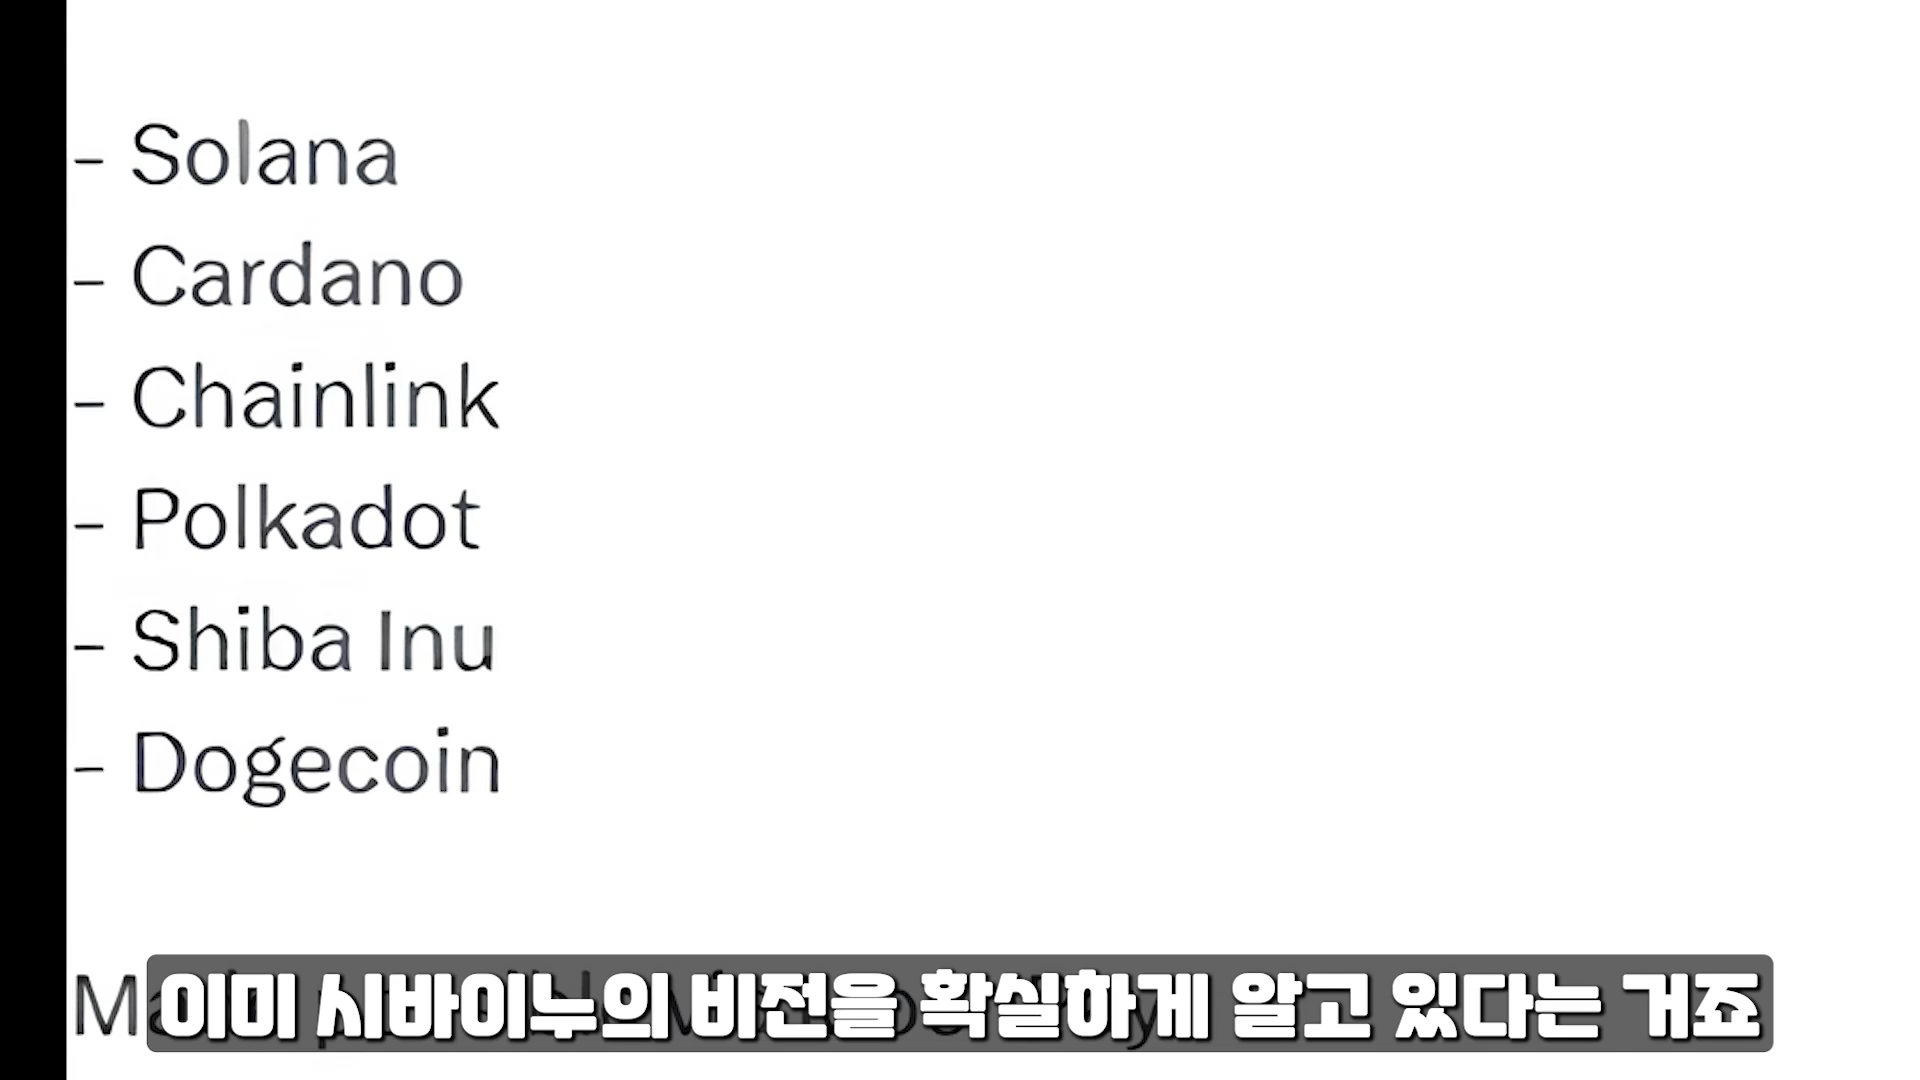 - Solana
- Cardano
- Chainlink
- Polkadot
- Shiba Inu
- Dogecoin
이미 시바이누의 비전을 확실하게 알고 있다는 거죠